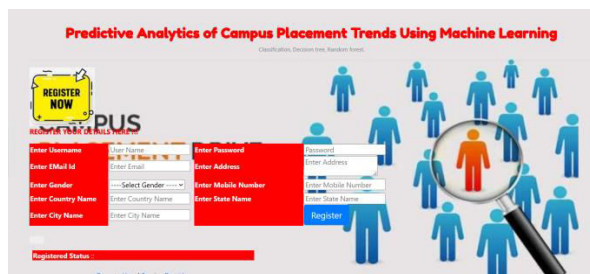 Predictive Analytics of Campus Placement Trends Using Machine Learning
Classification, Decision tree, Random forest.
REGISTER
NOW
PUS
REGISTER YOUR DETAILS HERE !!!
Enter Username User Name Enter Password Password
Enter EMail Id Enter Email Enter Address Enter Address
Enter Gender ----Select Gender ---- Enter Mobile Number Enter Mobile Number
Enter Country Name Enter Country Name Enter State Name Enter State Name
Enter City Name Enter City Name Register
Registered Status :